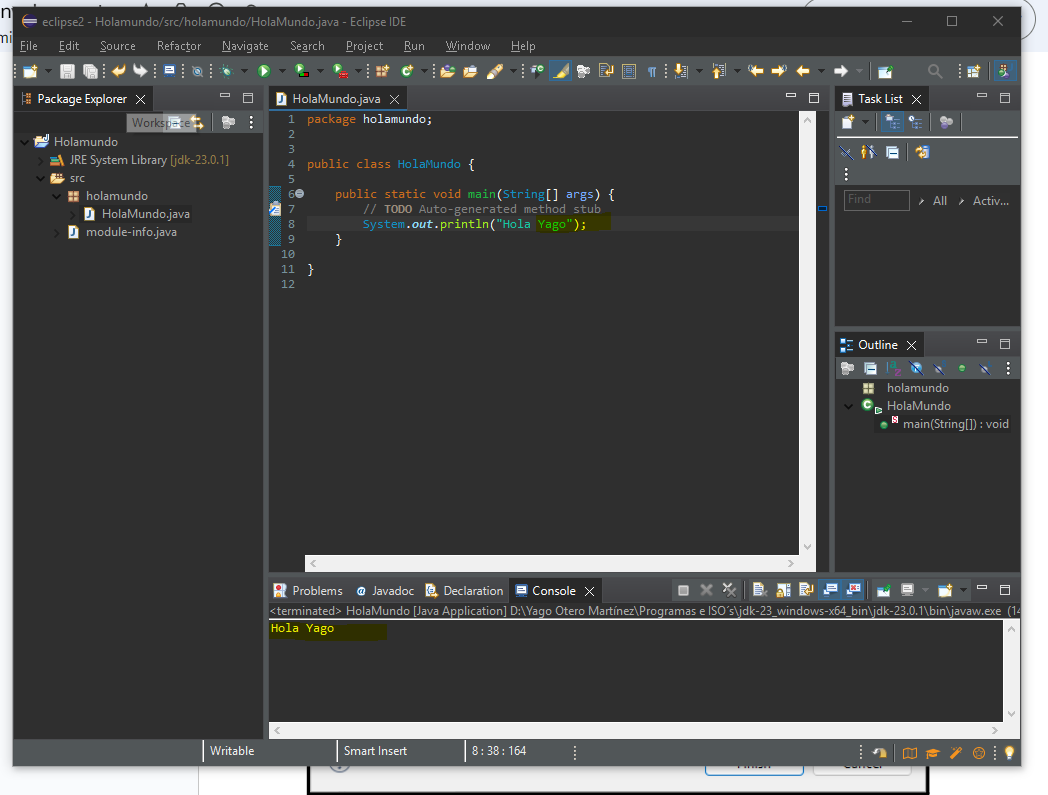 eclipse2 - Holamundo/src/holamundo/HolaMundo.java - Eclipse IDE
File Edit Source Refactor Navigate Search Project Run Window Help
Package Explorer
Workspace
Holamundo
JRE System Library [jdk-23.0.1]
src
holamundo
HolaMundo.java
module-info.java
HolaMundo.java
1 package holamundo;
2
3
4 public class HolaMundo {
5
6 public static void main(String[] args) {
7 // TODO Auto-generated method stub
8 System.out.println("Hola Yago");
9 }
10
11 }
12
Task List
Find All Activ...
Outline
holamundo
HolaMundo
main(String[]) : void
Problems Javadoc Declaration Console
<terminated> HolaMundo [Java Application] D:\Yago Otero Martínez\Programas e ISO´s\jdk-23_windows-x64_bin\jdk-23.0.1\bin\javaw.exe (14
Hola Yago
Writable Smart Insert 8 : 38 : 164